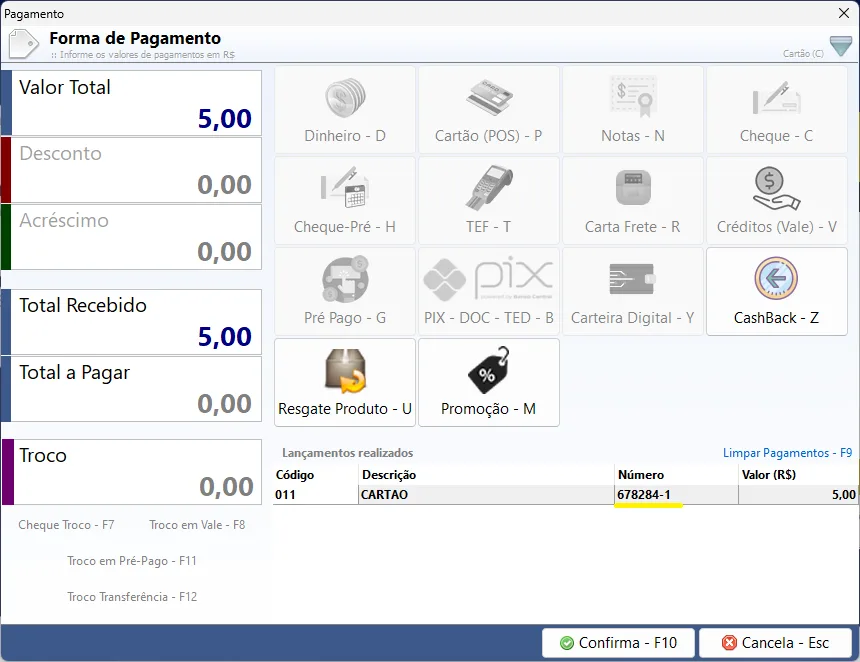 Pagamento
Forma de Pagamento
:: Informe os valores de pagamentos em R$
Cartão (C)
Valor Total
5,00
Desconto
0,00
Acréscimo
0,00
Total Recebido
5,00
Total a Pagar
0,00
Troco
0,00
Cheque Troco - F7 Troco em Vale - F8
Troco em Pré-Pago - F11
Troco Transferência - F12
Dinheiro - D Cartão (POS) - P Notas - N Cheque - C
Cheque-Pré - H TEF - T Carta Frete - R Créditos (Vale) - V
pix
powered by Banco Central
Pré Pago - G PIX - DOC - TED - B Carteira Digital - Y CashBack - Z
Resgate Produto - U Promoção - M
Lançamentos realizados Limpar Pagamentos - F9
Código Descrição Número Valor (R$)
011 CARTAO 678284-1 5,00
Confirma - F10 Cancela - Esc